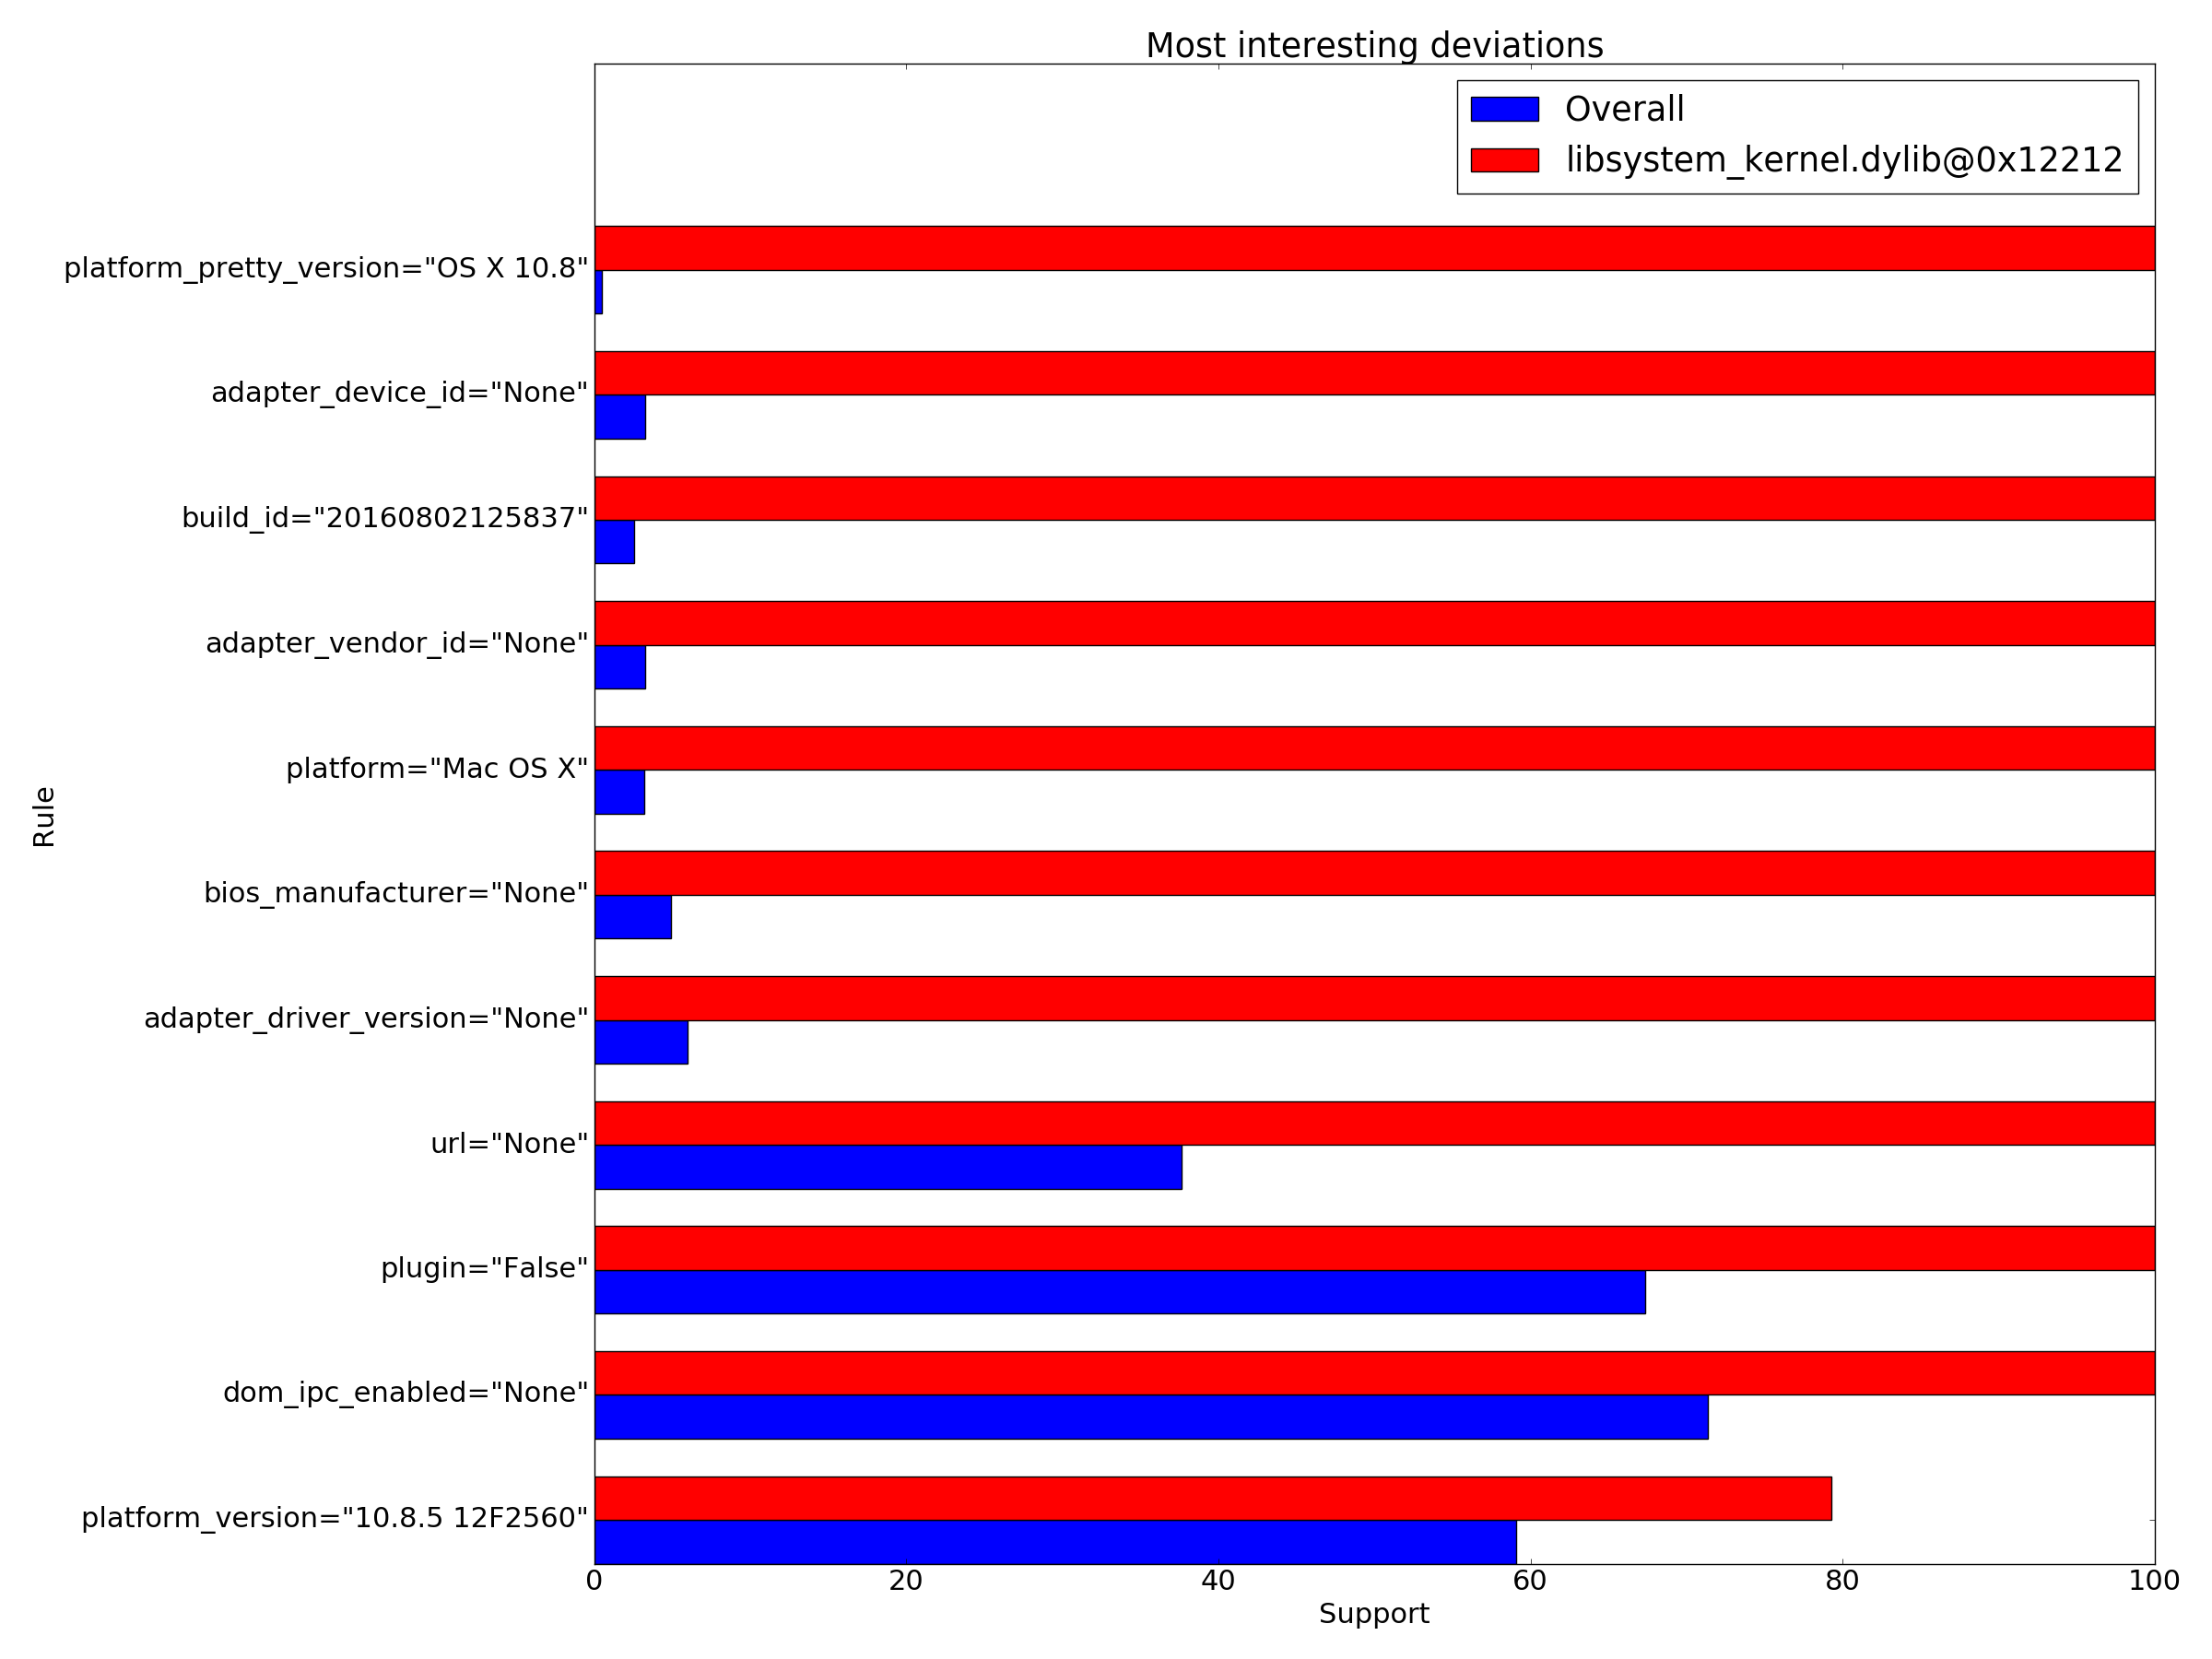 Most interesting deviations
Overall
libsystem_kernel.dylib@0x12212
platform_pretty_version="OS X 10.8"
adapter_device_id="None"
build_id="20160802125837"
adapter_vendor_id="None"
platform="Mac OS X"
Rule
bios_manufacturer="None"
adapter_driver_version="None"
url="None"
plugin="False"
dom_ipc_enabled="None"
platform_version="10.8.5 12F2560"
0 20 40 60 80 100
Support